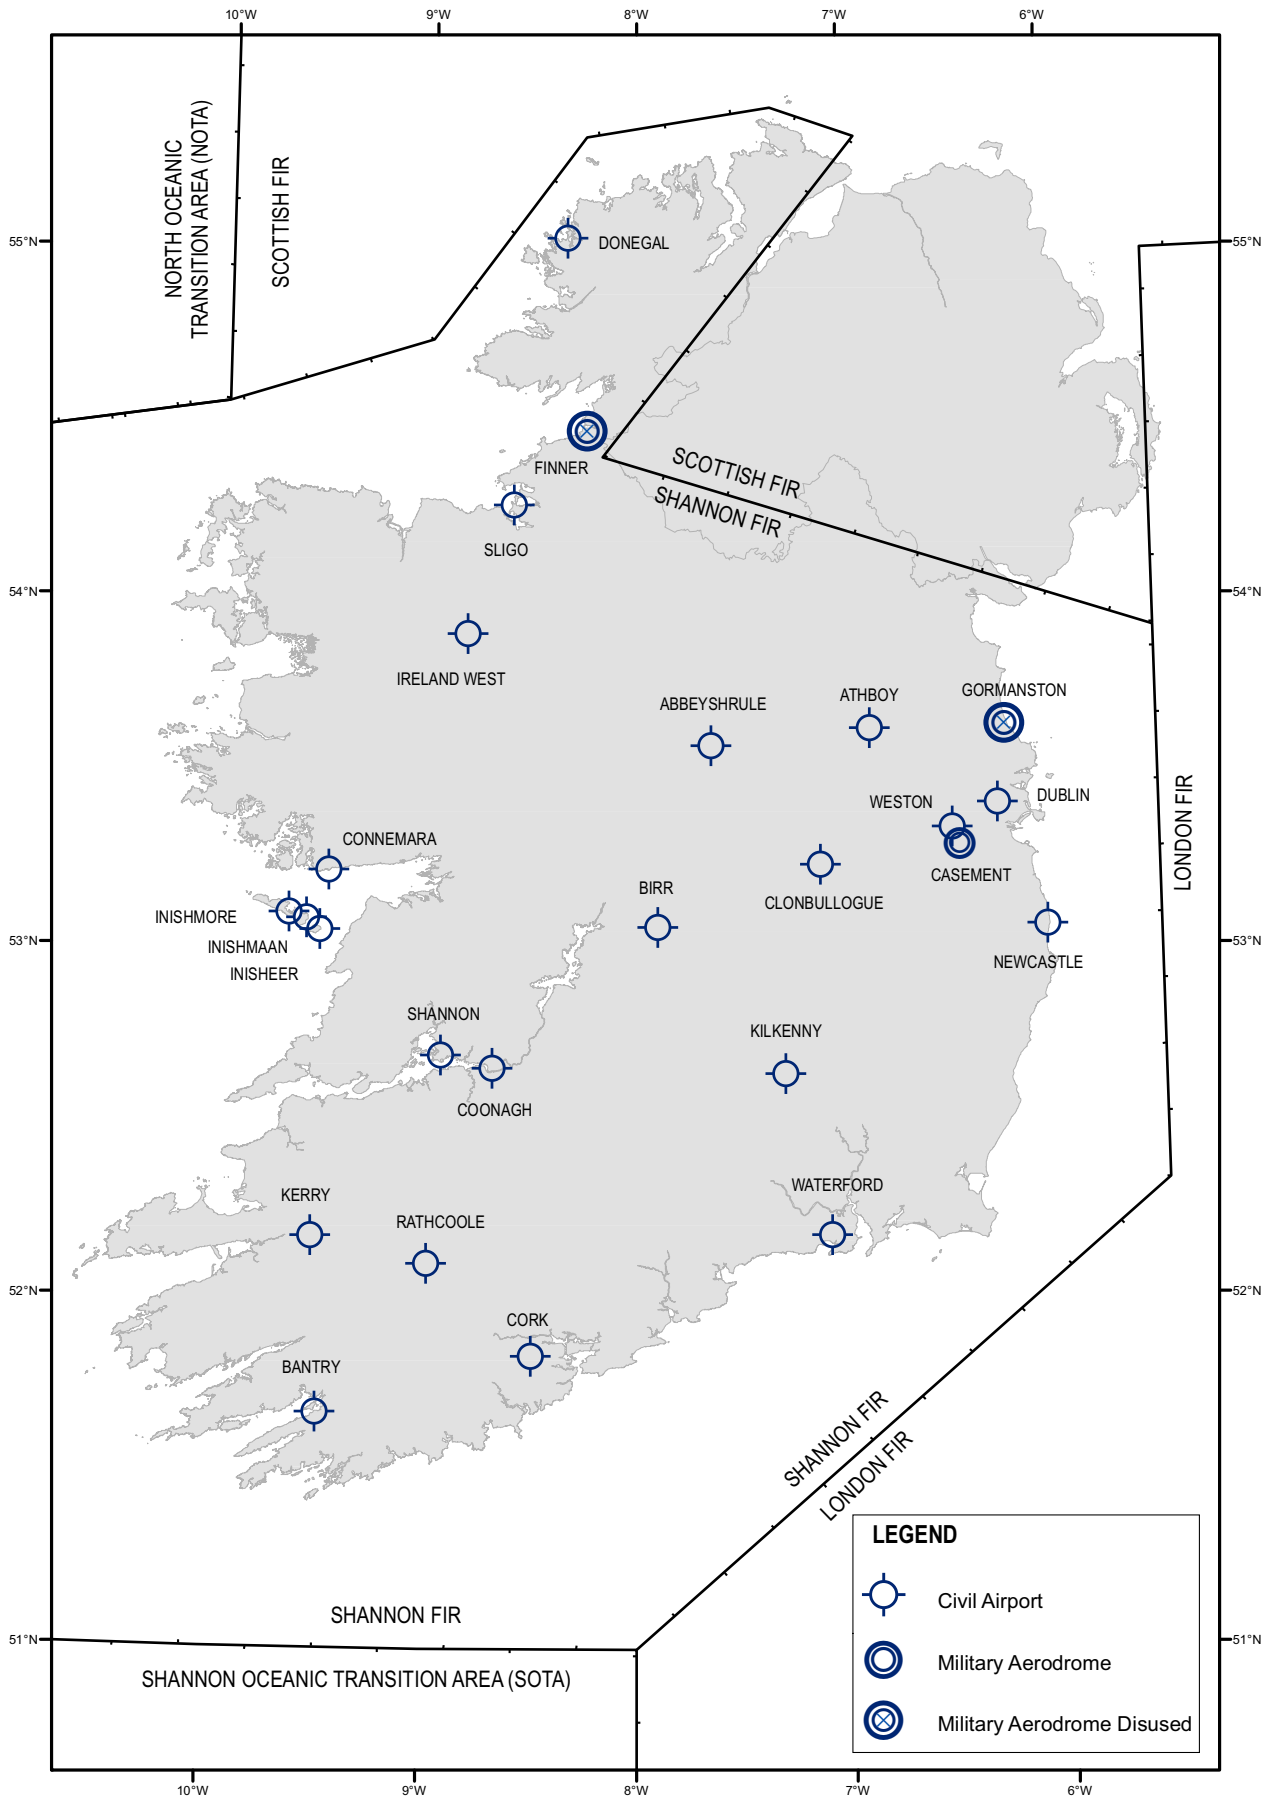 10°W
9°W
8°W
7°W
6°W
NORTH OCEANIC
TRANSITION AREA (NOTA)
SCOTTISH FIR
55°N
55°N
DONEGAL
FINNER
SCOTTISH FIR
SHANNON FIR
SLIGO
54°N
54°N
IRELAND WEST
ABBEYSHRULE
ATHBOY
GORMANSTON
WESTON
DUBLIN
LONDON FIR
CONNEMARA
CASEMENT
BIRR
CLONBULLOGUE
INISHMORE
INISHMAAN
INISHEER
53°N
53°N
NEWCASTLE
SHANNON
KILKENNY
COONAGH
WATERFORD
KERRY
RATHCOOLE
52°N
52°N
CORK
BANTRY
SHANNON FIR
LONDON FIR
LEGEND
Civil Airport
Military Aerodrome
Military Aerodrome Disused
SHANNON FIR
51°N
51°N
SHANNON OCEANIC TRANSITION AREA (SOTA)
10°W
9°W
8°W
7°W
6°W